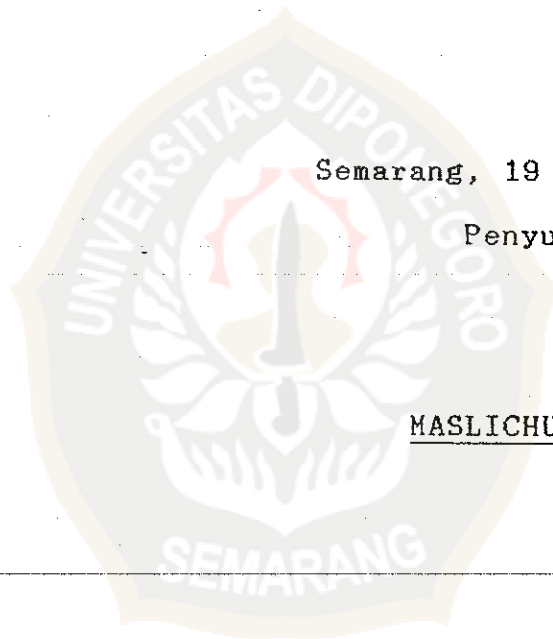 UNIVERSITAS DIPONEGORO
Semarang, 19
Penyu
MASLICHU
SEMARANG